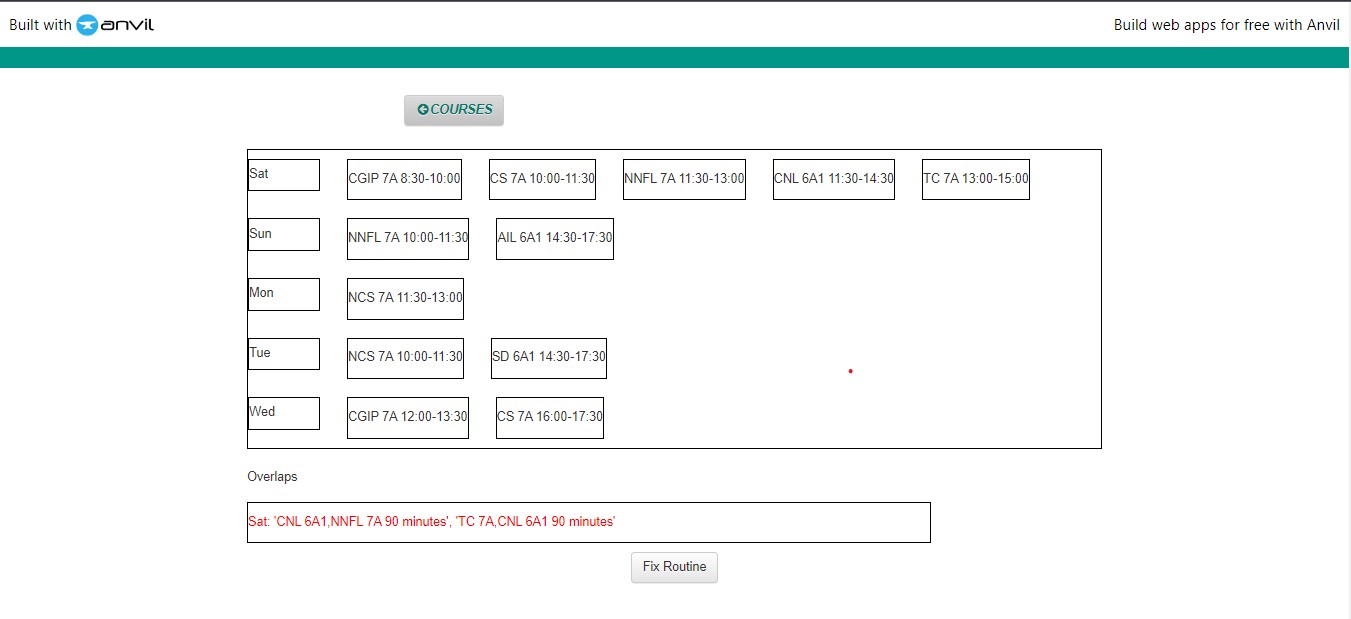 Built with anvil Build web apps for free with Anvil
COURSES
Sat CGIP 7A 8:30-10:00 CS 7A 10:00-11:30 NNFL 7A 11:30-13:00 CNL 6A1 11:30-14:30 TC 7A 13:00-15:00
Sun NNFL 7A 10:00-11:30 AIL 6A1 14:30-17:30
Mon NCS 7A 11:30-13:00
Tue NCS 7A 10:00-11:30 SD 6A1 14:30-17:30
Wed CGIP 7A 12:00-13:30 CS 7A 16:00-17:30
Overlaps
Sat: 'CNL 6A1,NNFL 7A 90 minutes', 'TC 7A,CNL 6A1 90 minutes'
Fix Routine